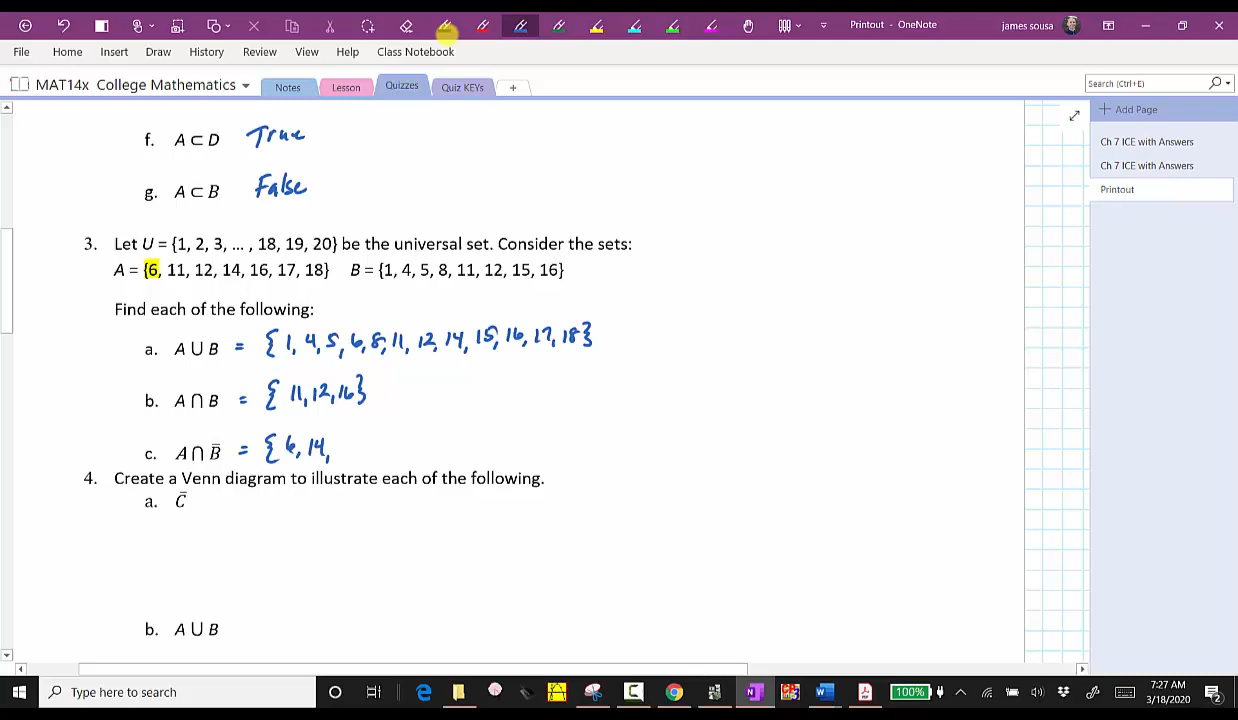 Printout - OneNote
james sousa
File Home Insert Draw History Review View Help Class Notebook
MAT14x College Mathematics
Notes Lesson Quizzes Quiz KEYs +
Search (Ctrl+E)
Add Page
Ch 7 ICE with Answers
Ch 7 ICE with Answers
Printout
f. A ⊂ D True
g. A ⊂ B False
3. Let U = {1, 2, 3, ... , 18, 19, 20} be the universal set. Consider the sets:
A = {6, 11, 12, 14, 16, 17, 18} B = {1, 4, 5, 8, 11, 12, 15, 16}
Find each of the following:
a. A ⋃ B = {1, 4, 5, 6, 8, 11, 12, 14, 15, 16, 17, 18}
b. A ⋂ B = {11, 12, 16}
c. A ⋂ B̅ = {6, 14,
4. Create a Venn diagram to illustrate each of the following.
a. C̅
b. A ⋃ B
Type here to search
100%
7:27 AM
3/18/2020
2